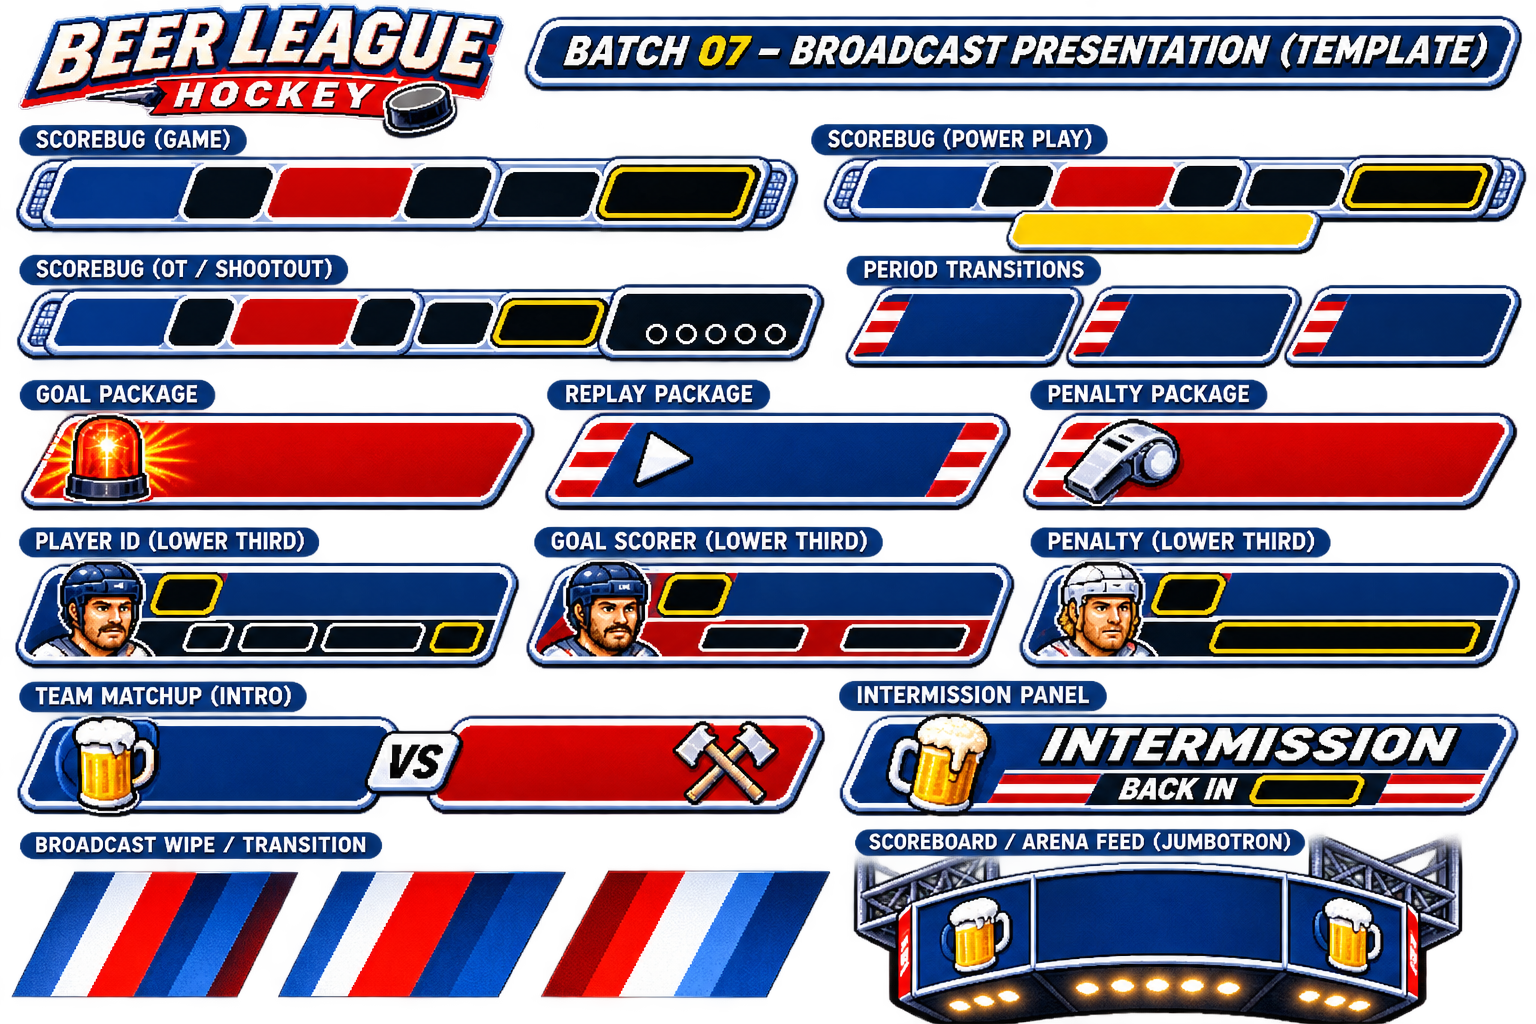 BEER LEAGUE
HOCKEY
BATCH 07 – BROADCAST PRESENTATION (TEMPLATE)
SCOREBUG (GAME)
SCOREBUG (POWER PLAY)
SCOREBUG (OT / SHOOTOUT)
PERIOD TRANSITIONS
GOAL PACKAGE
REPLAY PACKAGE
PENALTY PACKAGE
PLAYER ID (LOWER THIRD)
GOAL SCORER (LOWER THIRD)
PENALTY (LOWER THIRD)
TEAM MATCHUP (INTRO)
VS
INTERMISSION PANEL
INTERMISSION
BACK IN
BROADCAST WIPE / TRANSITION
SCOREBOARD / ARENA FEED (JUMBOTRON)